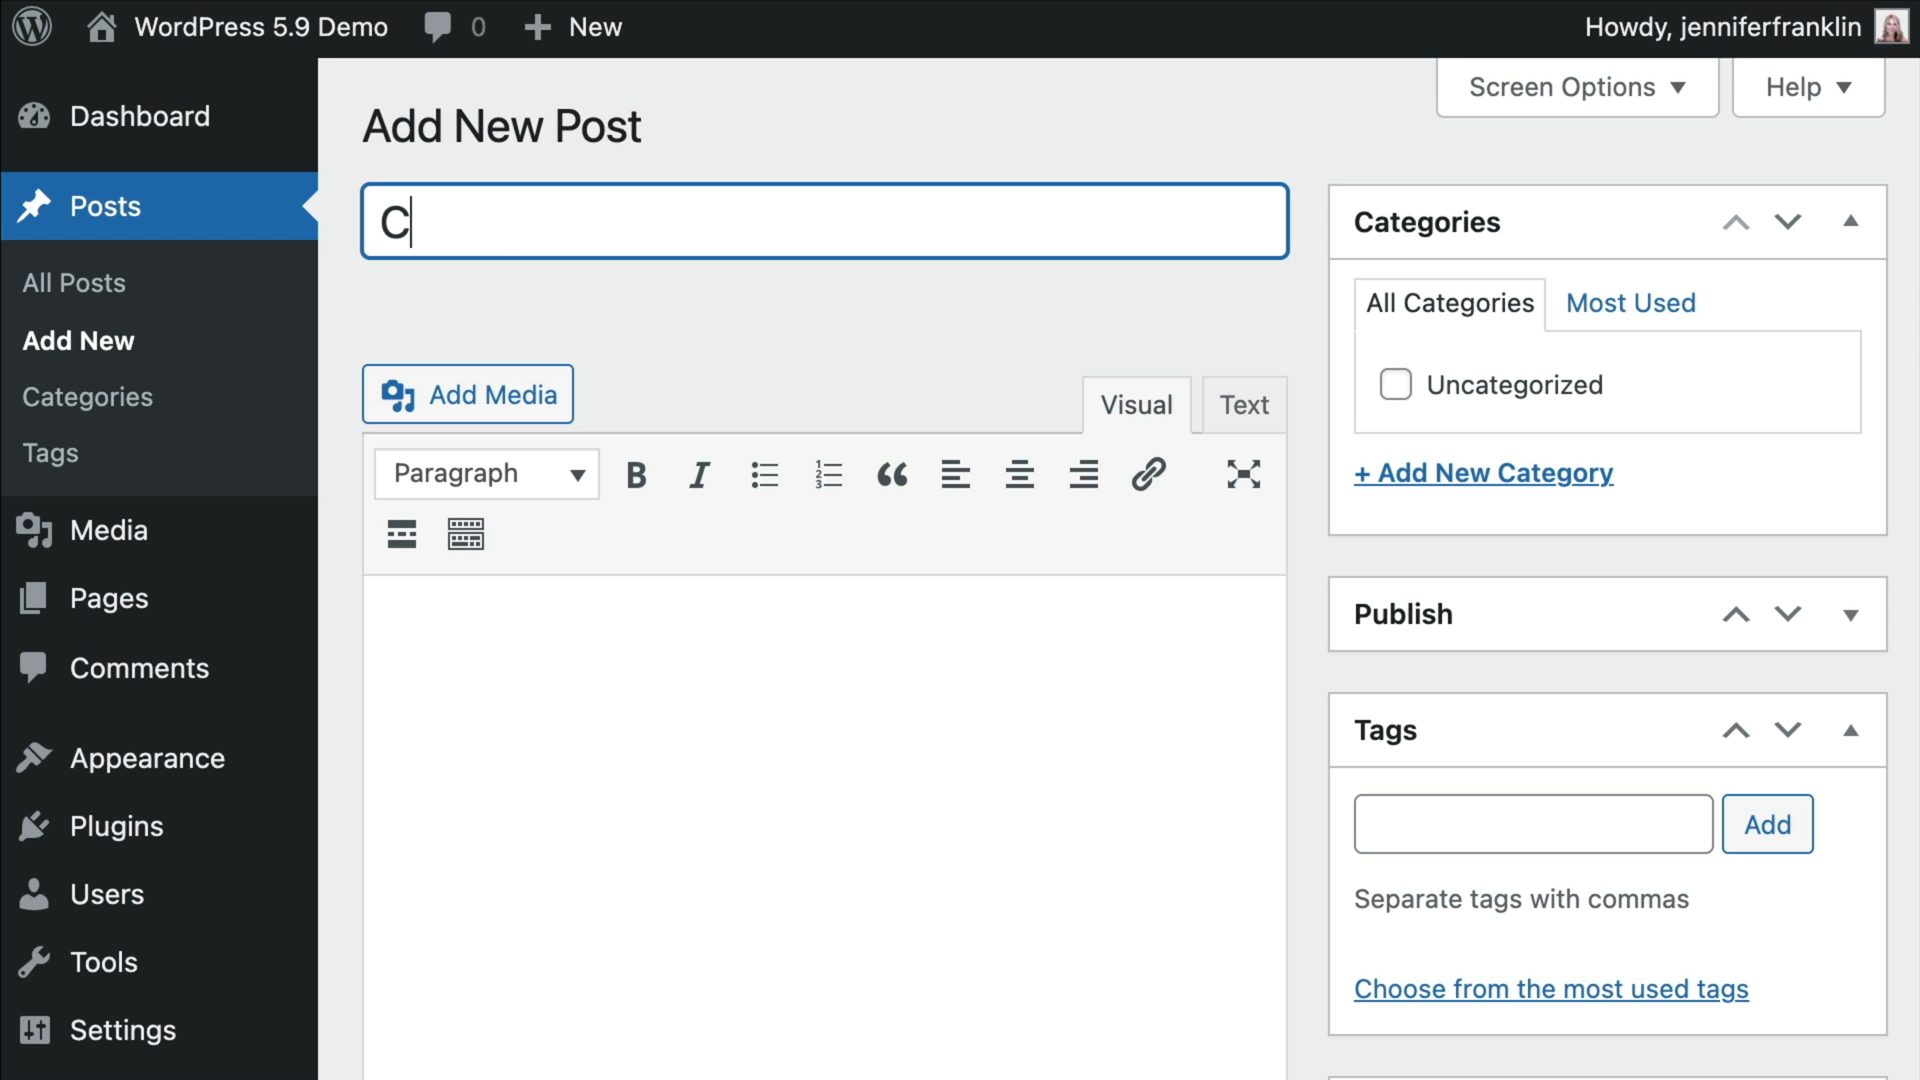 WordPress 5.9 Demo 0 New Howdy, jenniferfranklin
Screen Options Help
Dashboard
Posts
All Posts
Add New
Categories
Tags
Media
Pages
Comments
Appearance
Plugins
Users
Tools
Settings
Add New Post
C
Add Media
Visual Text
Paragraph
Categories
All Categories Most Used
Uncategorized
+ Add New Category
Publish
Tags
Add
Separate tags with commas
Choose from the most used tags